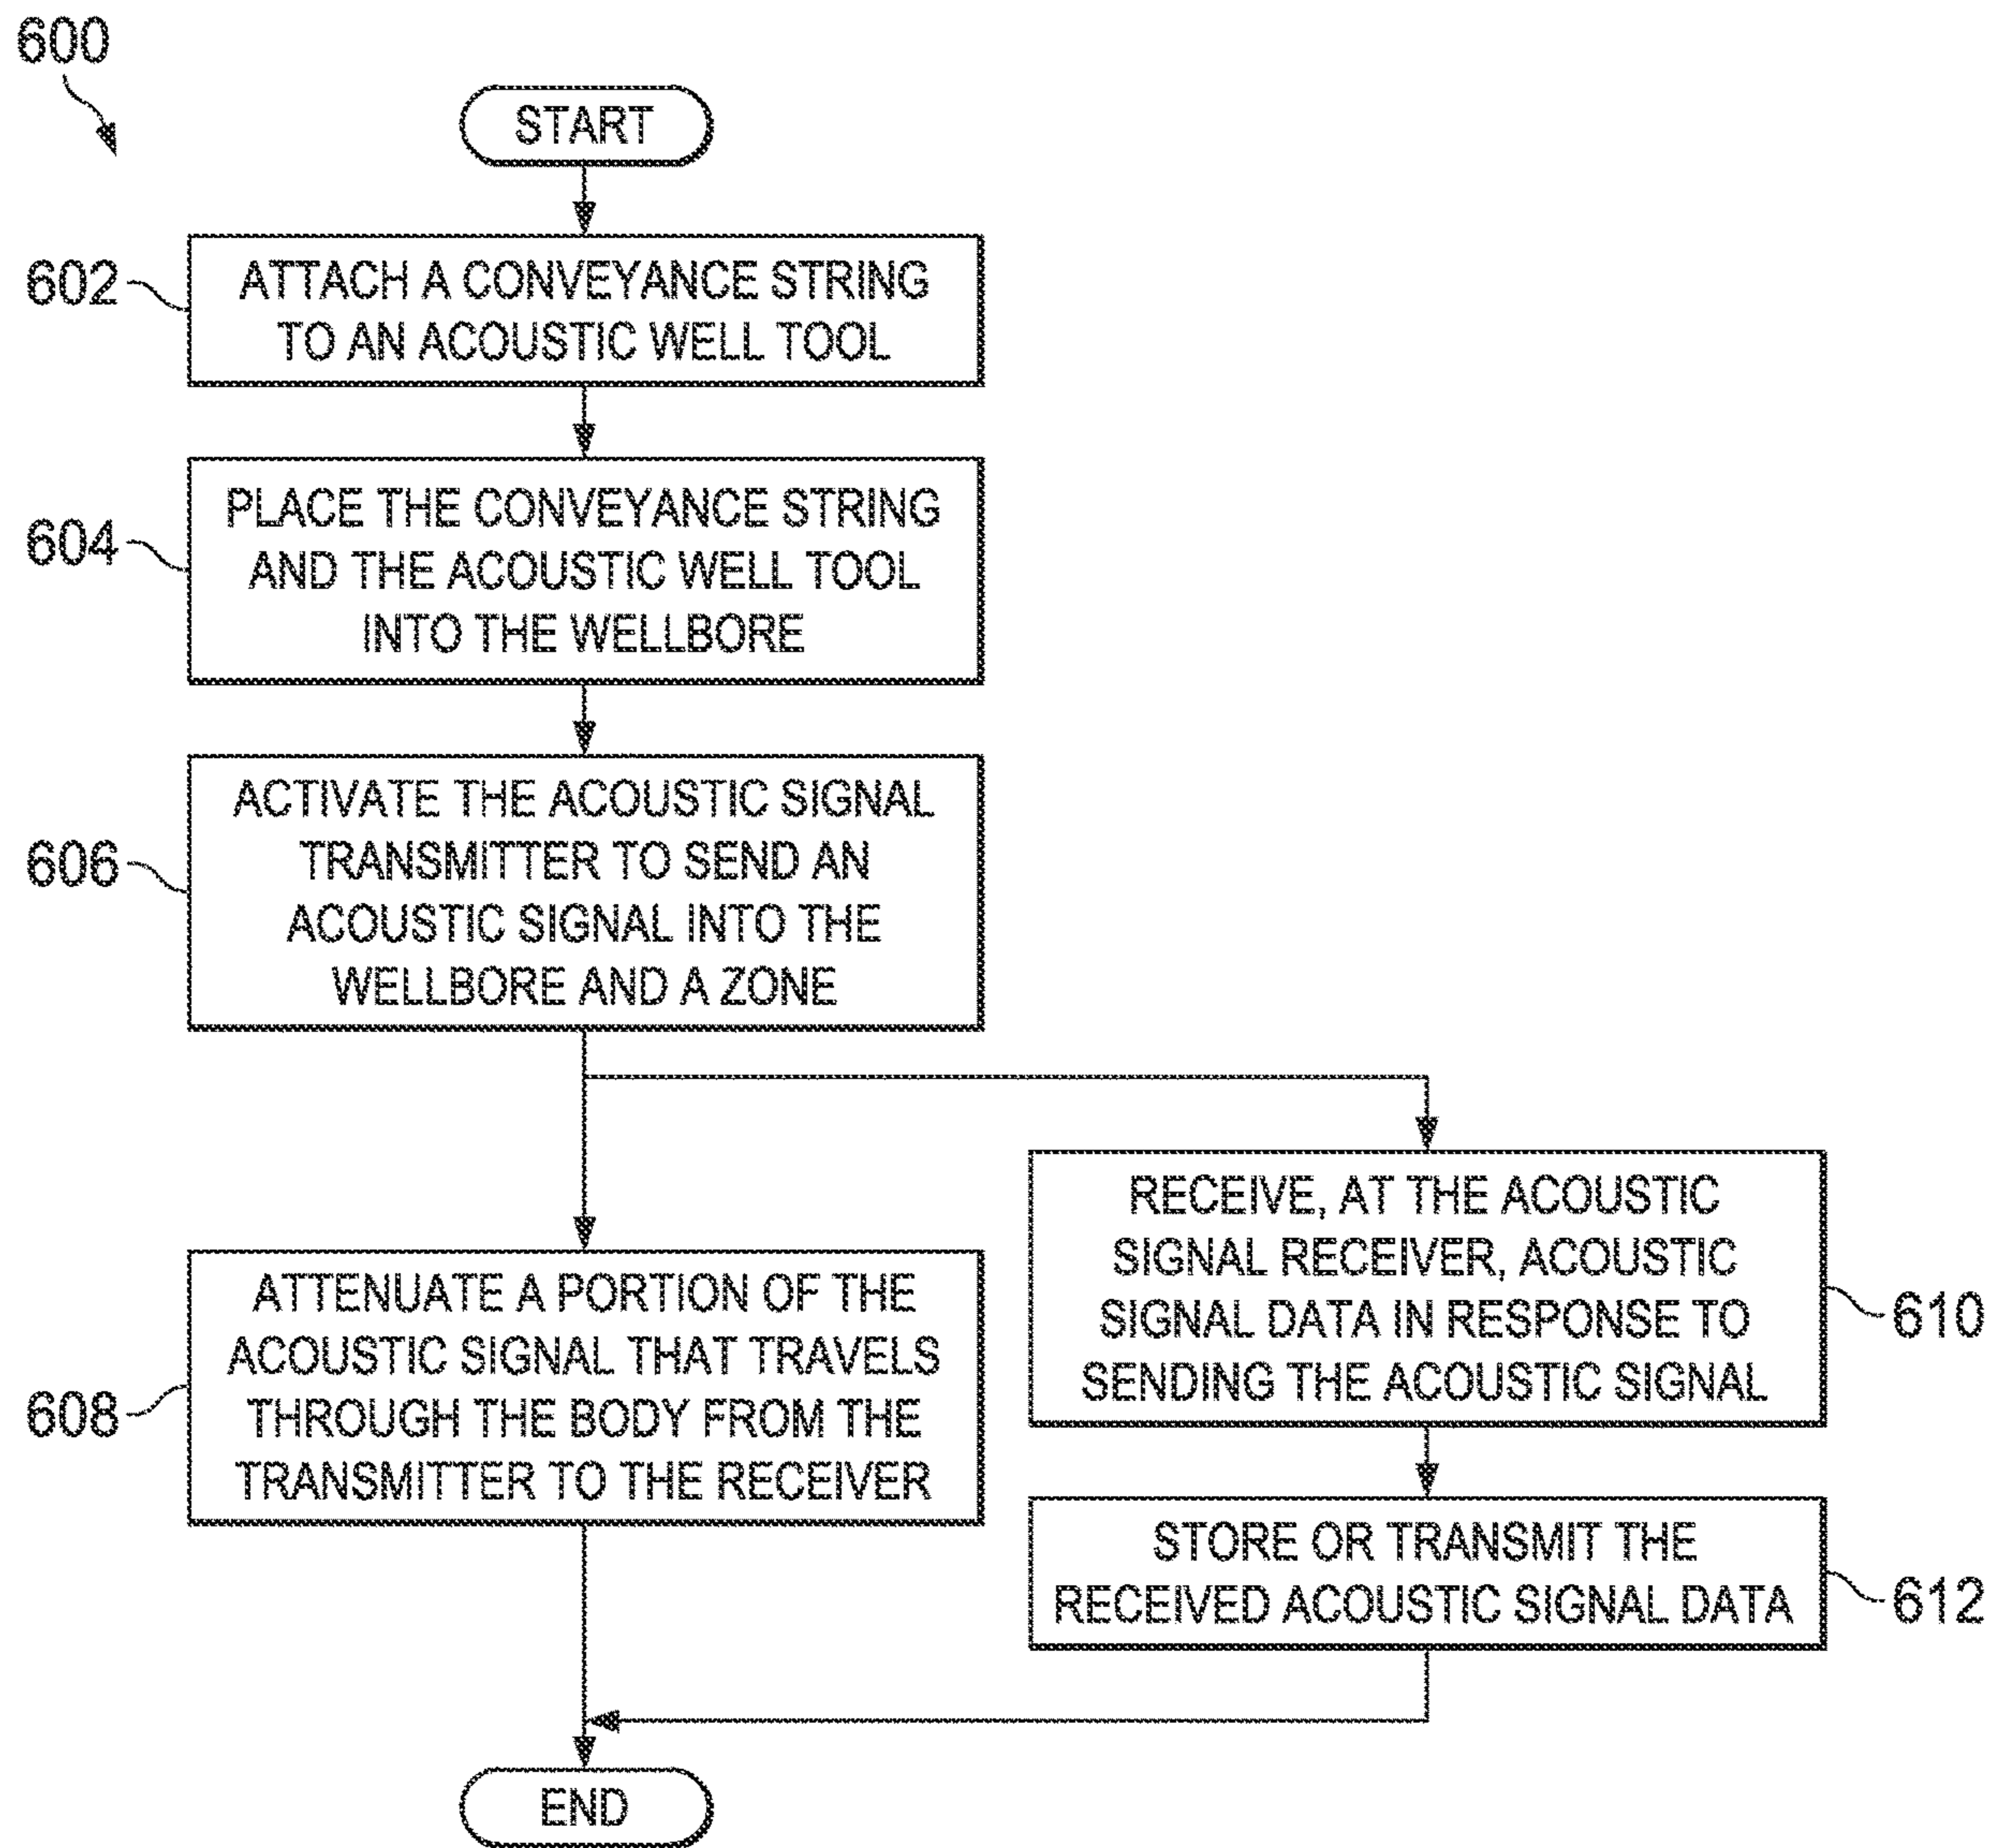 600
START
602
ATTACH A CONVEYANCE STRING
TO AN ACOUSTIC WELL TOOL
604
PLACE THE CONVEYANCE STRING
AND THE ACOUSTIC WELL TOOL
INTO THE WELLBORE
606
ACTIVATE THE ACOUSTIC SIGNAL
TRANSMITTER TO SEND AN
ACOUSTIC SIGNAL INTO THE
WELLBORE AND A ZONE
608
ATTENUATE A PORTION OF THE
ACOUSTIC SIGNAL THAT TRAVELS
THROUGH THE BODY FROM THE
TRANSMITTER TO THE RECEIVER
RECEIVE, AT THE ACOUSTIC
SIGNAL RECEIVER, ACOUSTIC
SIGNAL DATA IN RESPONSE TO
SENDING THE ACOUSTIC SIGNAL
610
STORE OR TRANSMIT THE
RECEIVED ACOUSTIC SIGNAL DATA
612
END